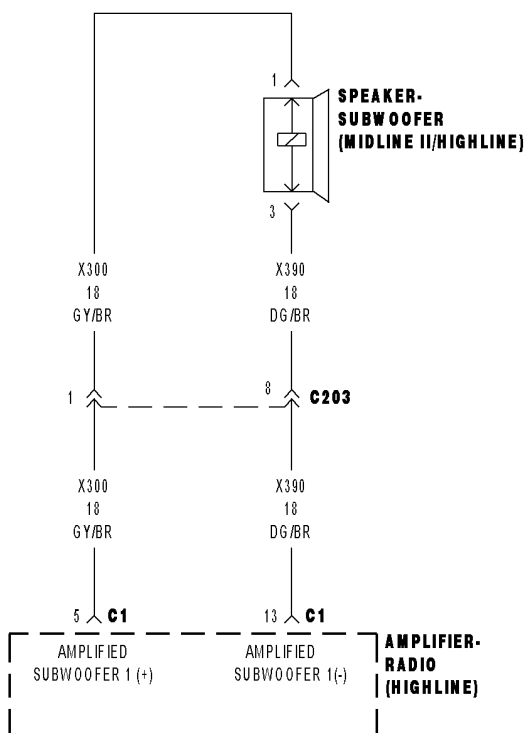 1
SPEAKER-
SUBWOOFER
(MIDLINE II/HIGHLINE)
3
X300
18
GY/BR
X390
18
DG/BR
1
8
C203
X300
18
GY/BR
X390
18
DG/BR
5 C1
13 C1
AMPLIFIED
SUBWOOFER 1 (+)
AMPLIFIED
SUBWOOFER 1(-)
AMPLIFIER-
RADIO
(HIGHLINE)